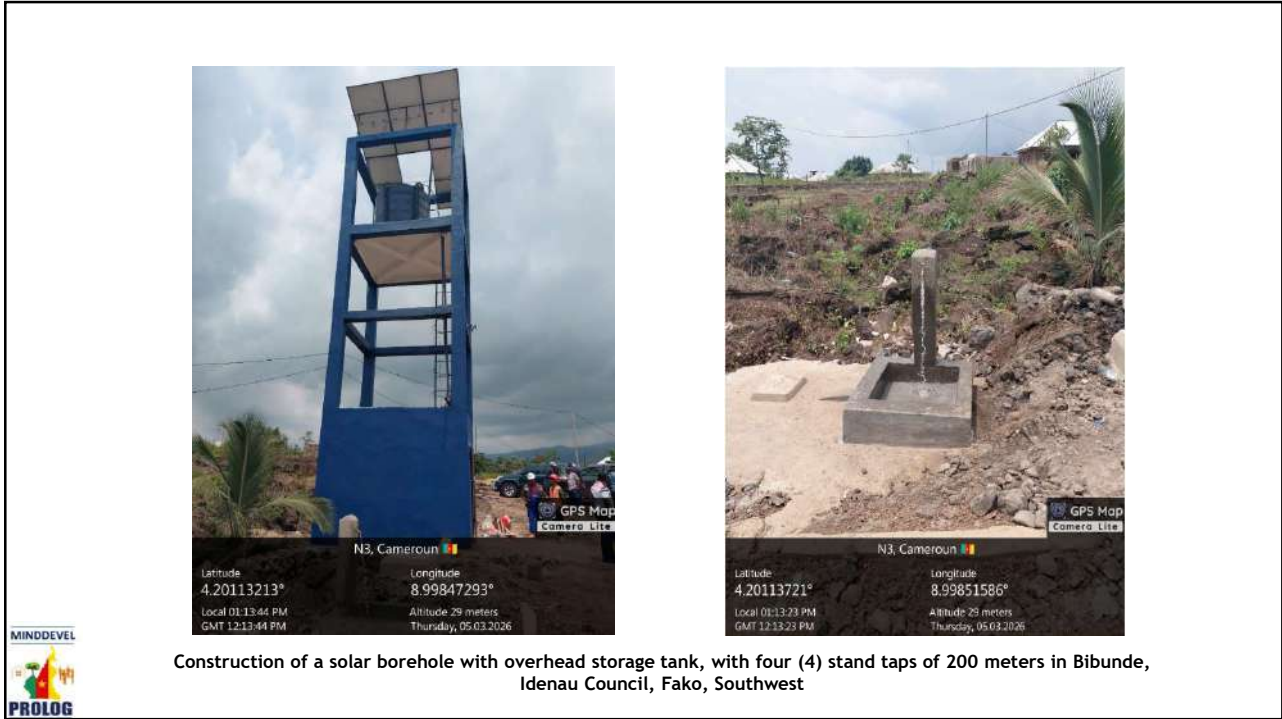 GPS Map
Camera Lite
N3, Cameroun
Latitude
4.20113213°
Longitude
8.99847293°
Local 01:13:44 PM
GMT 12:13:44 PM
Altitude 29 meters
Thursday, 05.03.2026
GPS Map
Camera Lite
N3, Cameroun
Latitude
4.20113721°
Longitude
8.99851586°
Local 01:13:23 PM
GMT 12:13:23 PM
Altitude 29 meters
Thursday, 05.03.2026
MINDDEVEL
PROLOG
Construction of a solar borehole with overhead storage tank, with four (4) stand taps of 200 meters in Bibunde,
Idenau Council, Fako, Southwest